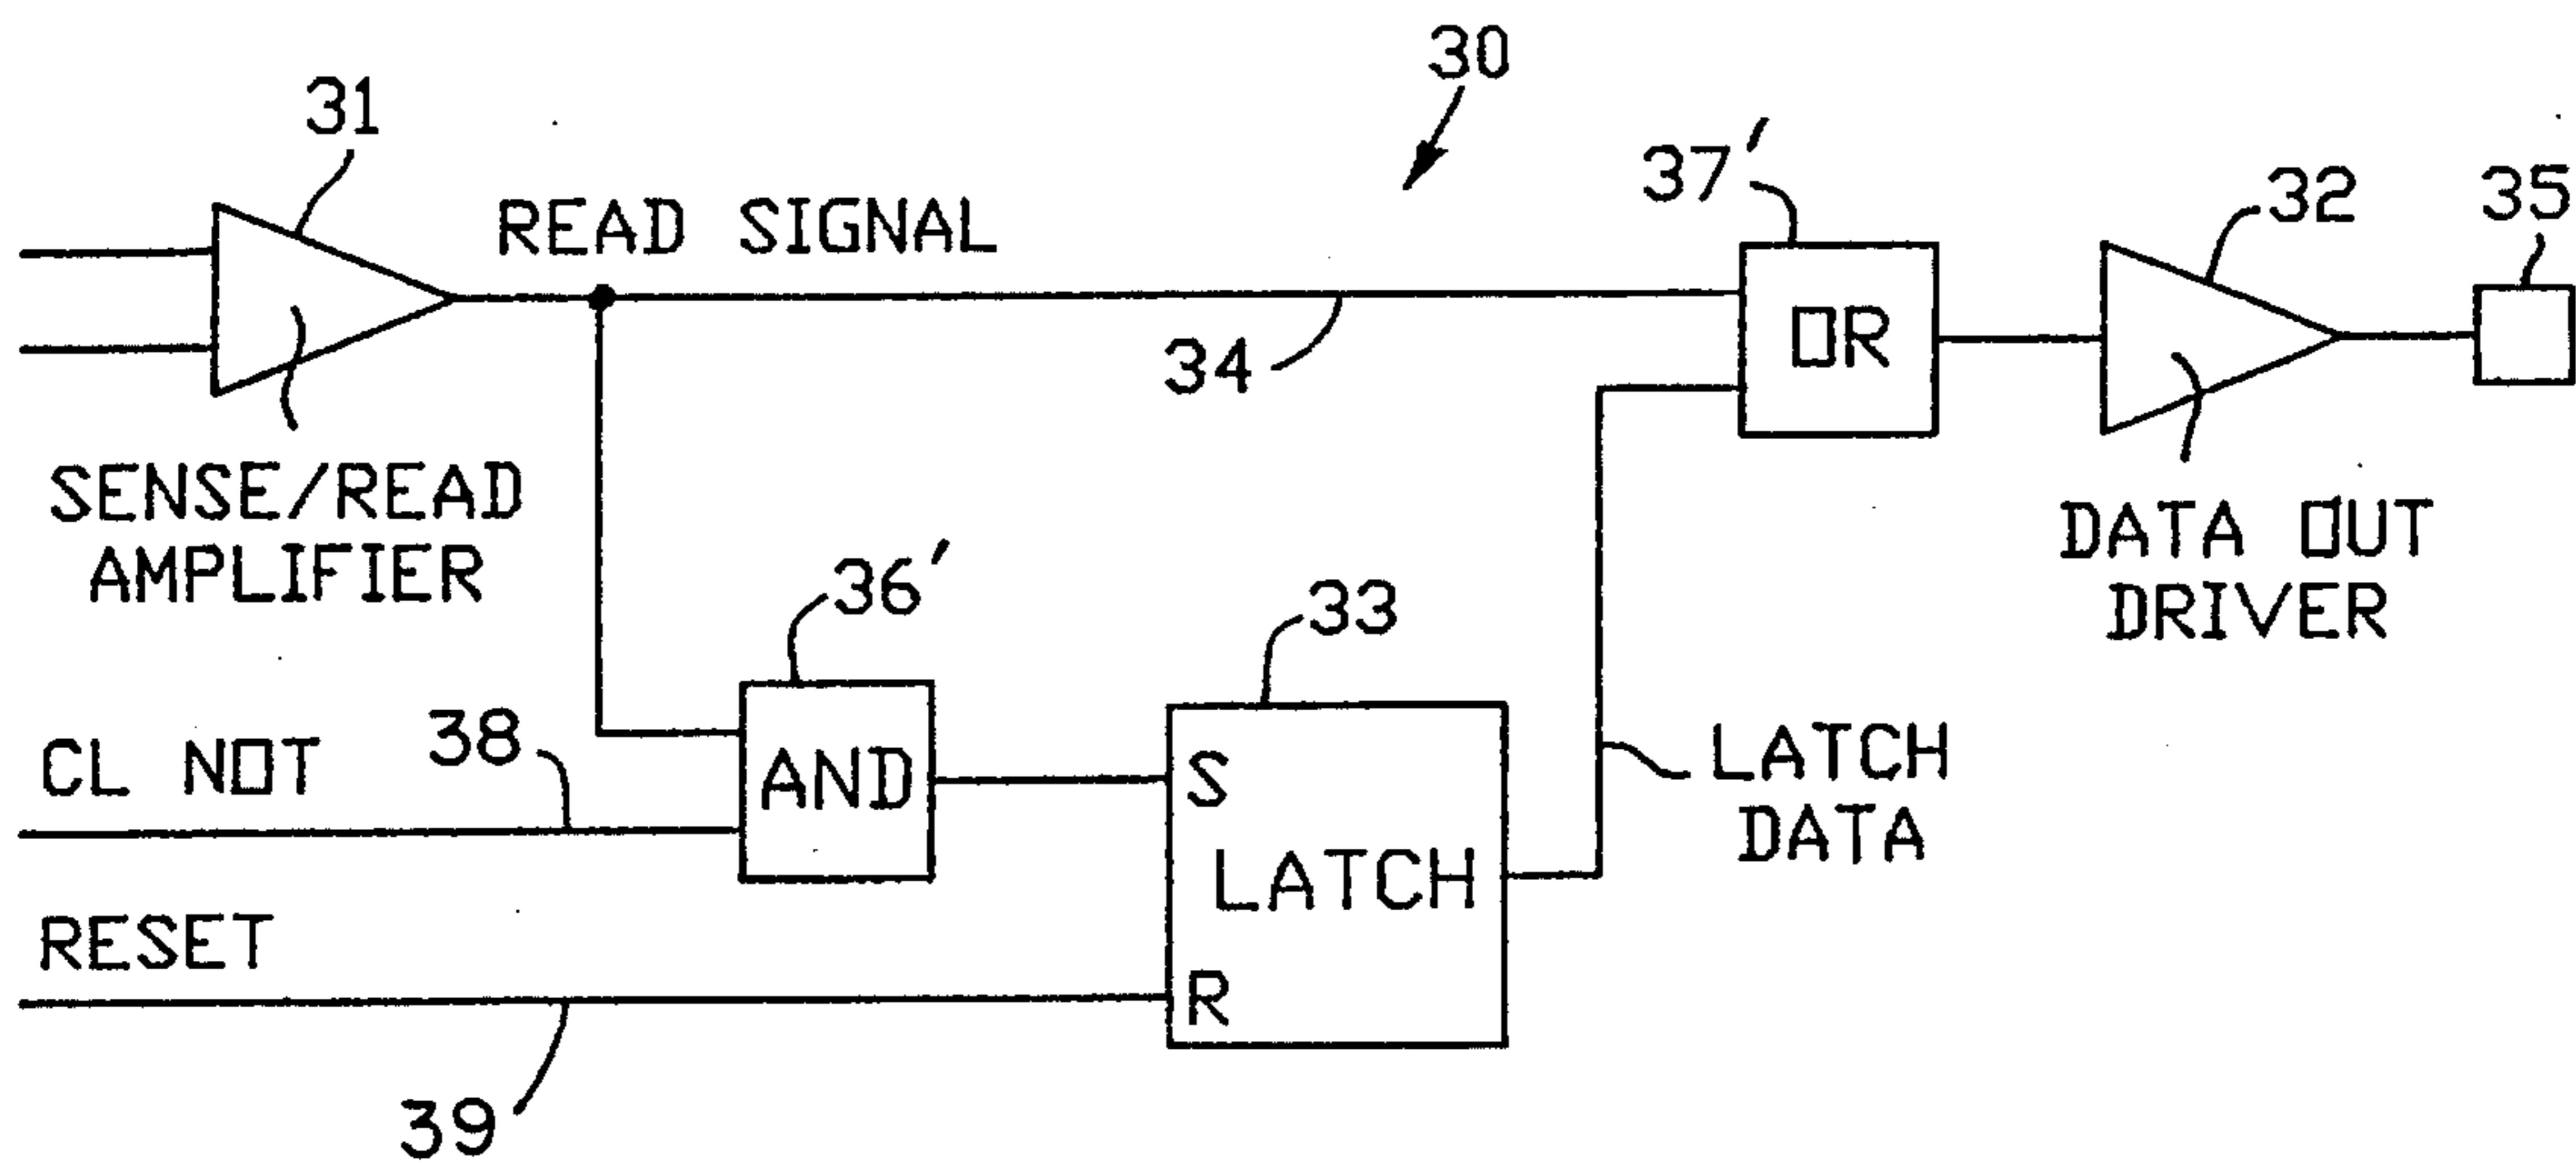 30
31
37'
32
35
READ SIGNAL
OR
34
SENSE/READ
AMPLIFIER
DATA OUT
DRIVER
36'
33
CL NOT
38
AND
S
LATCH
DATA
LATCH
RESET
R
39